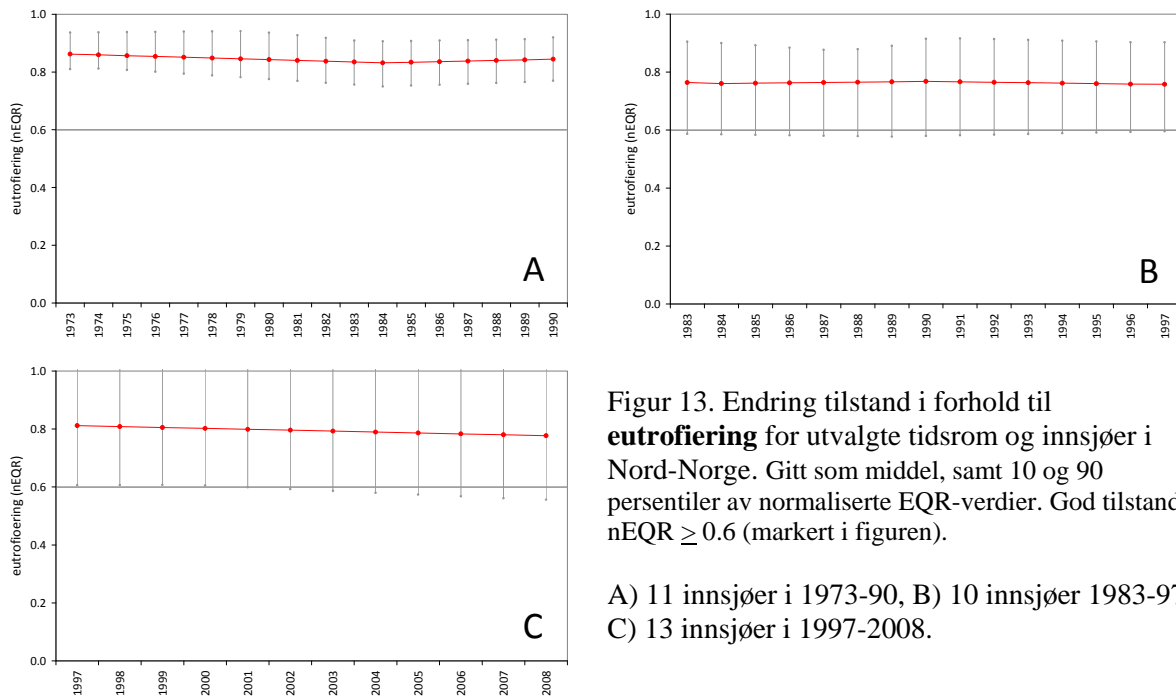 1.0
0.8
0.6
0.4
0.2
0.0
eutrofiering (nEQR)
A
1973 1974 1975 1976 1977 1978 1979 1980 1981 1982 1983 1984 1985 1986 1987 1988 1989 1990
1.0
0.8
0.6
0.4
0.2
0.0
eutrofiering (nEQR)
B
1983 1984 1985 1986 1987 1988 1989 1990 1991 1992 1993 1994 1995 1996 1997
1.0
0.8
0.6
0.4
0.2
0.0
eutrofioering (nEQR)
C
1997 1998 1999 2000 2001 2002 2003 2004 2005 2006 2007 2008
Figur 13. Endring tilstand i forhold til
eutrofiering for utvalgte tidsrom og innsjøer i
Nord-Norge. Gitt som middel, samt 10 og 90
persentiler av normaliserte EQR-verdier. God tilstand
nEQR ≥ 0.6 (markert i figuren).
A) 11 innsjøer i 1973-90, B) 10 innsjøer 1983-97
C) 13 innsjøer i 1997-2008.